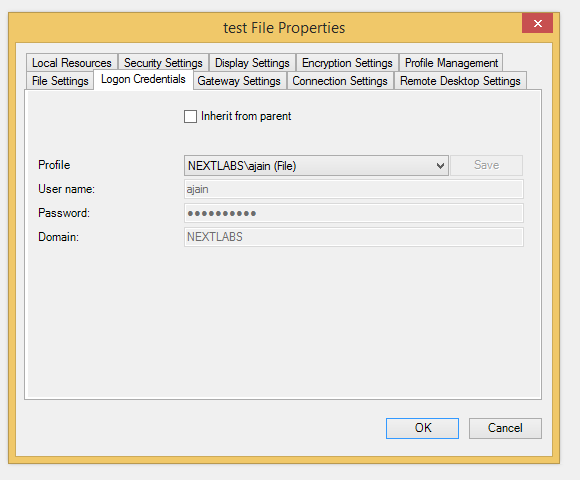 test File Properties
Local Resources Security Settings Display Settings Encryption Settings Profile Management
File Settings Logon Credentials Gateway Settings Connection Settings Remote Desktop Settings
Inherit from parent
Profile NEXTLABS\ajain (File) Save
User name: ajain
Password: ●●●●●●●●●●
Domain: NEXTLABS
OK Cancel